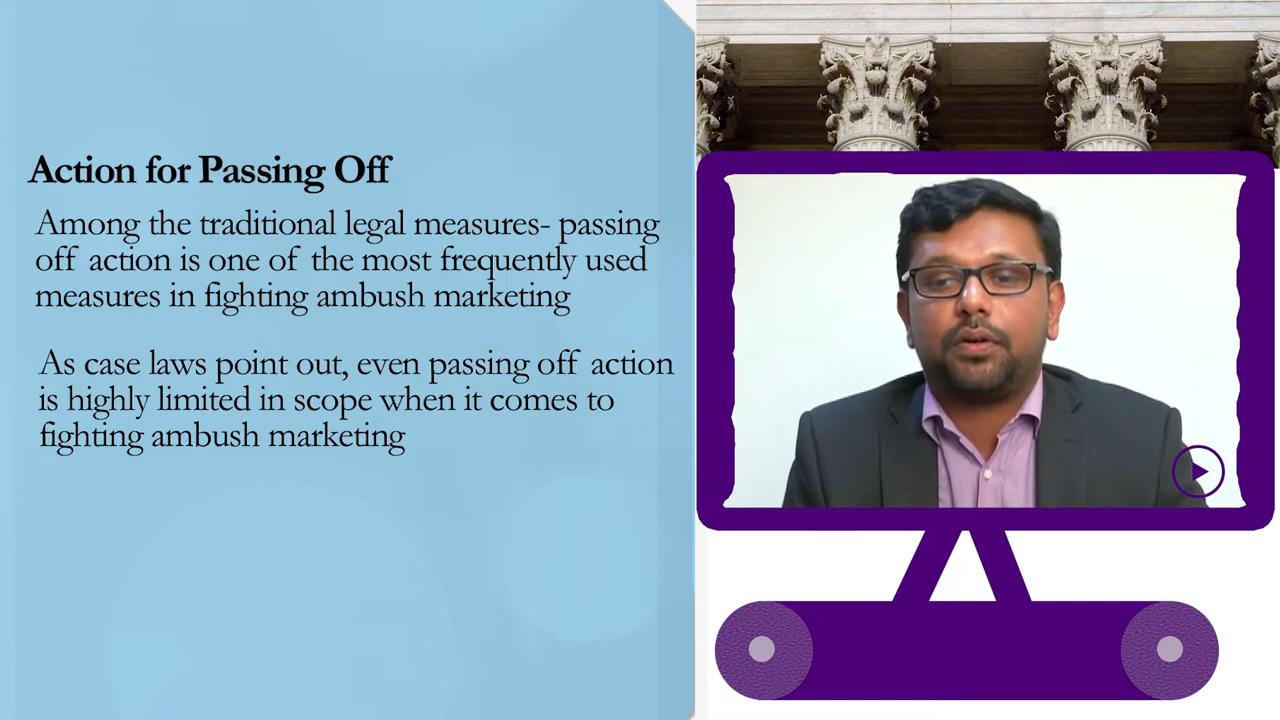 Action for Passing Off
Among the traditional legal measures- passing
off action is one of the most frequently used
measures in fighting ambush marketing
As case laws point out, even passing off action
is highly limited in scope when it comes to
fighting ambush marketing